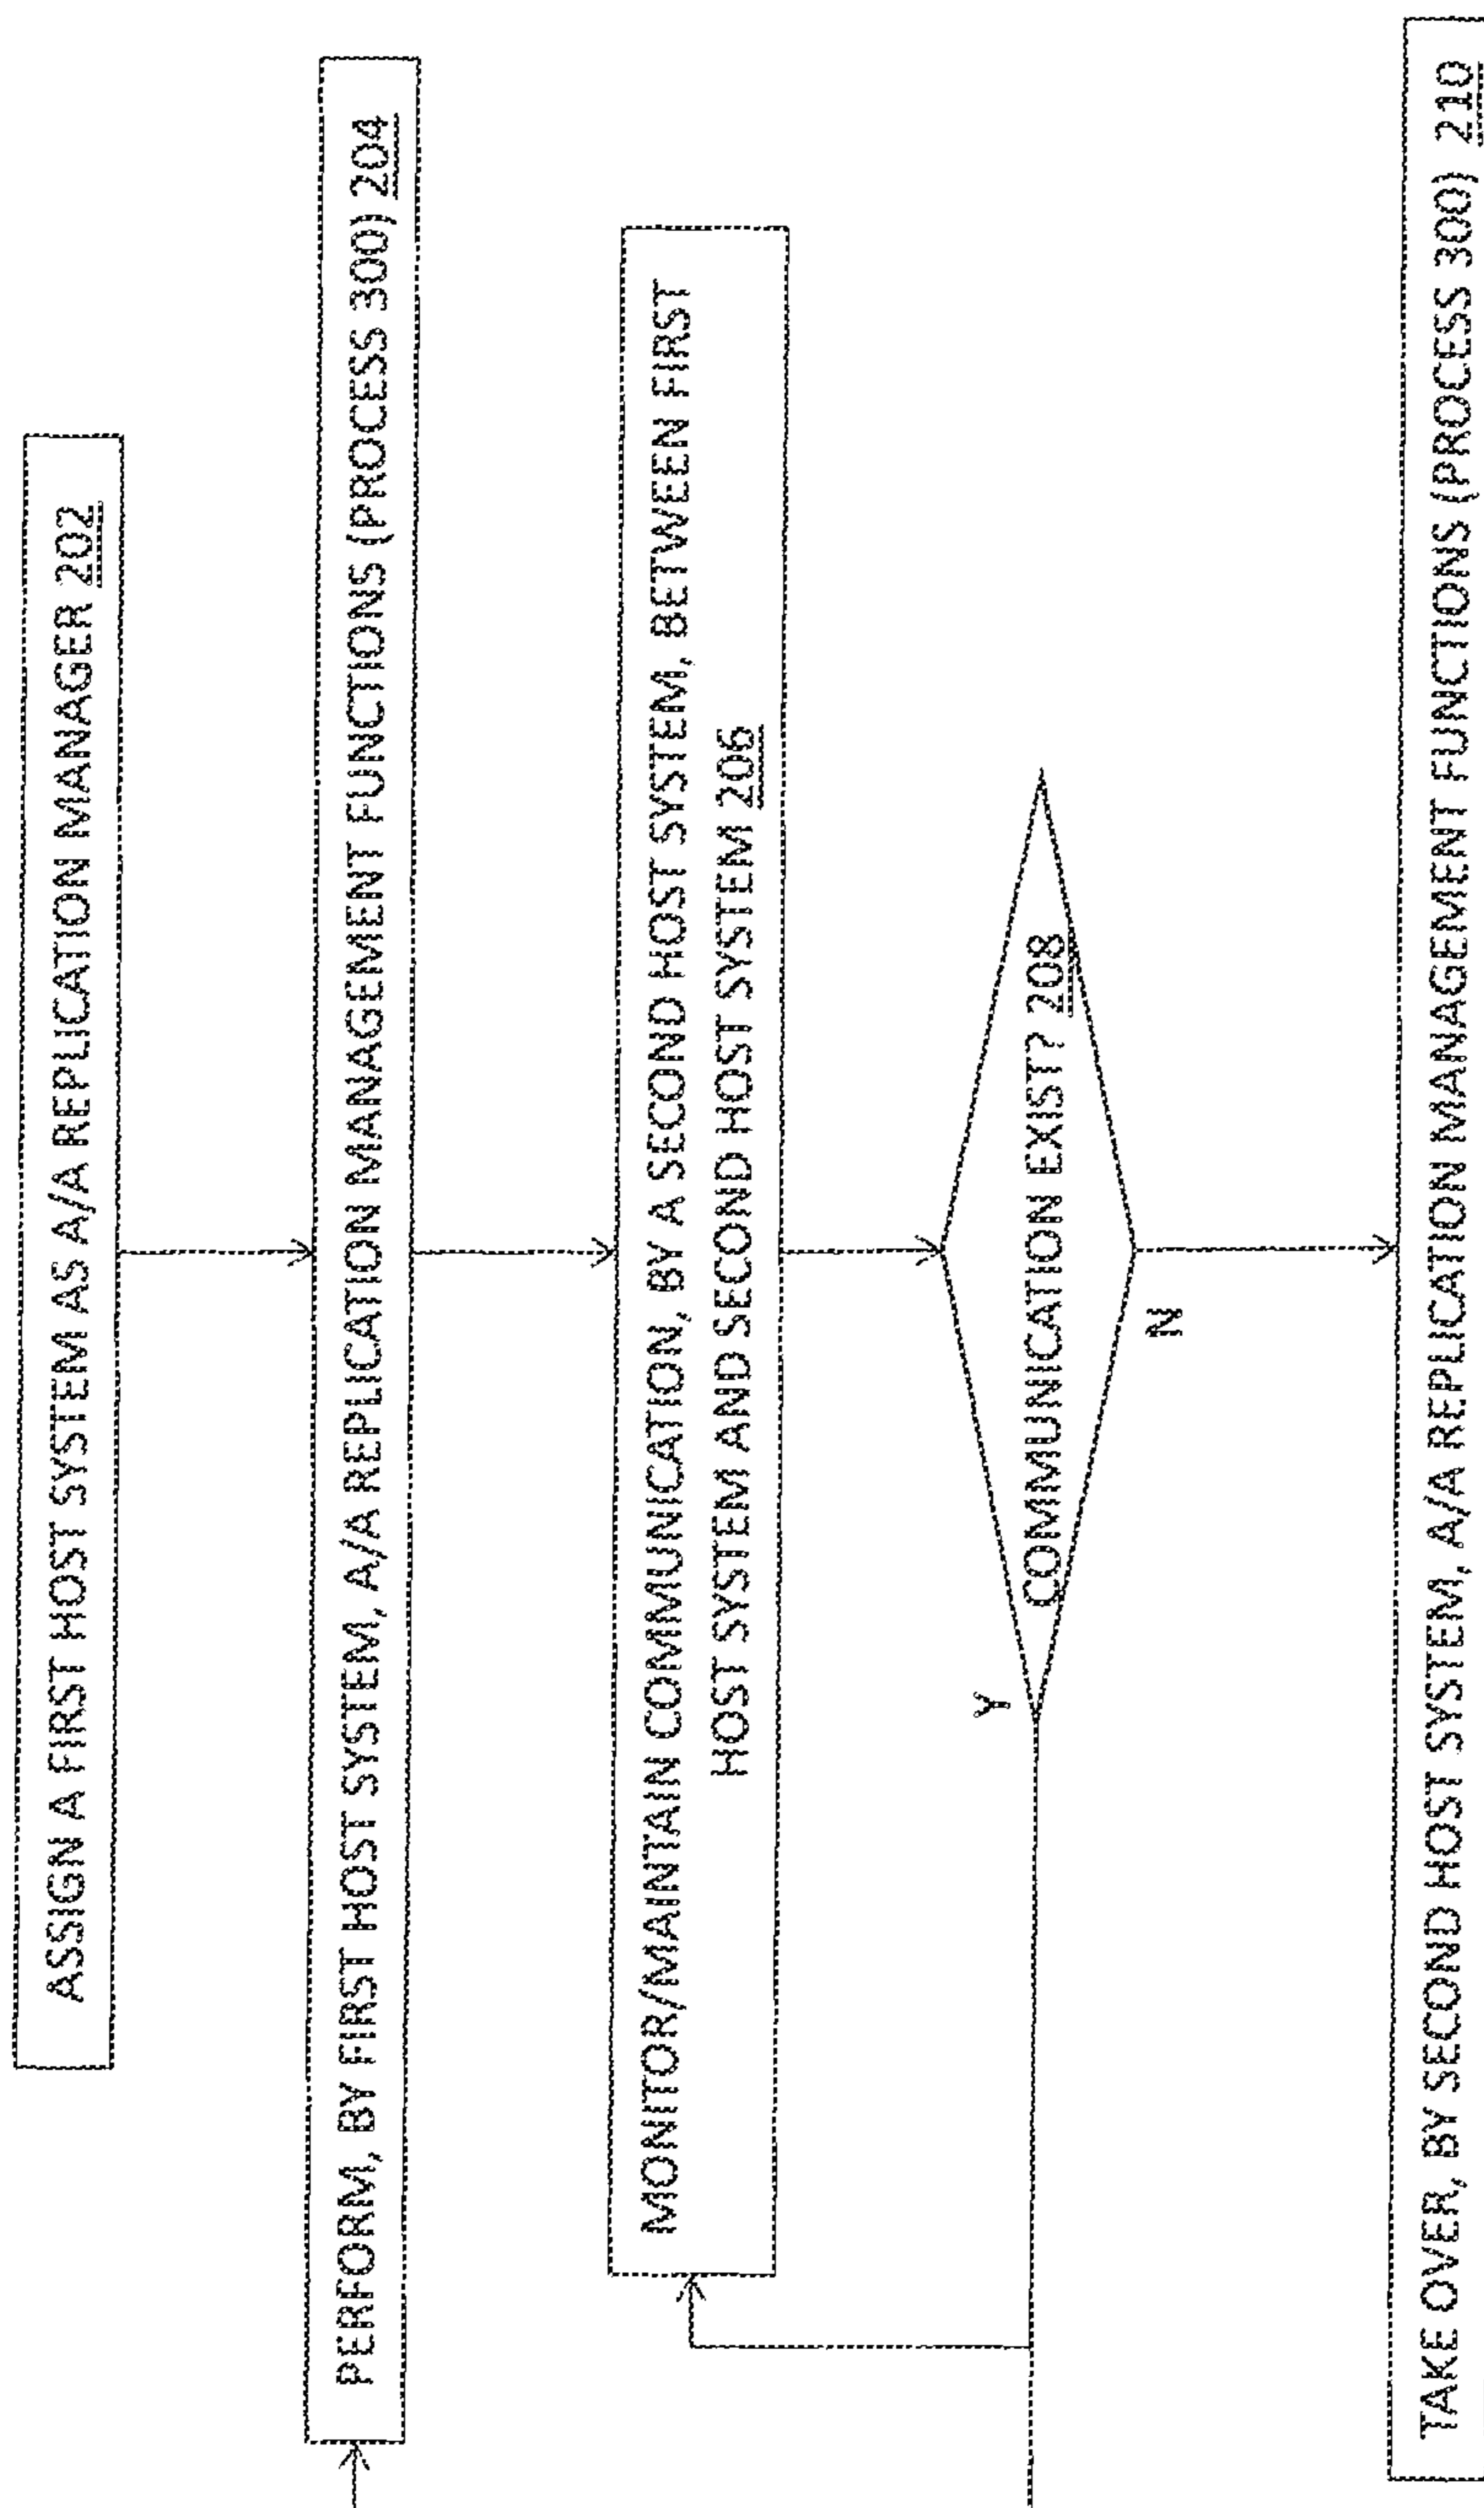 ASSIGN A FIRST HOST SYSTEM AS A/A REPLICATION MANAGER 202
PERFORM, BY FIRST HOST SYSTEM, A/A REPLICATION MANAGEMENT FUNCTIONS (PROCESS 300) 204
MONITOR/MAINTAIN COMMUNICATION, BY A SECOND HOST SYSTEM, BETWEEN FIRST
HOST SYSTEM AND SECOND HOST SYSTEM 206
COMMUNICATION EXIST? 208
Y
N
TAKE OVER, BY SECOND HOST SYSTEM, A/A REPLICATION MANAGEMENT FUNCTIONS (PROCESS 300) 210